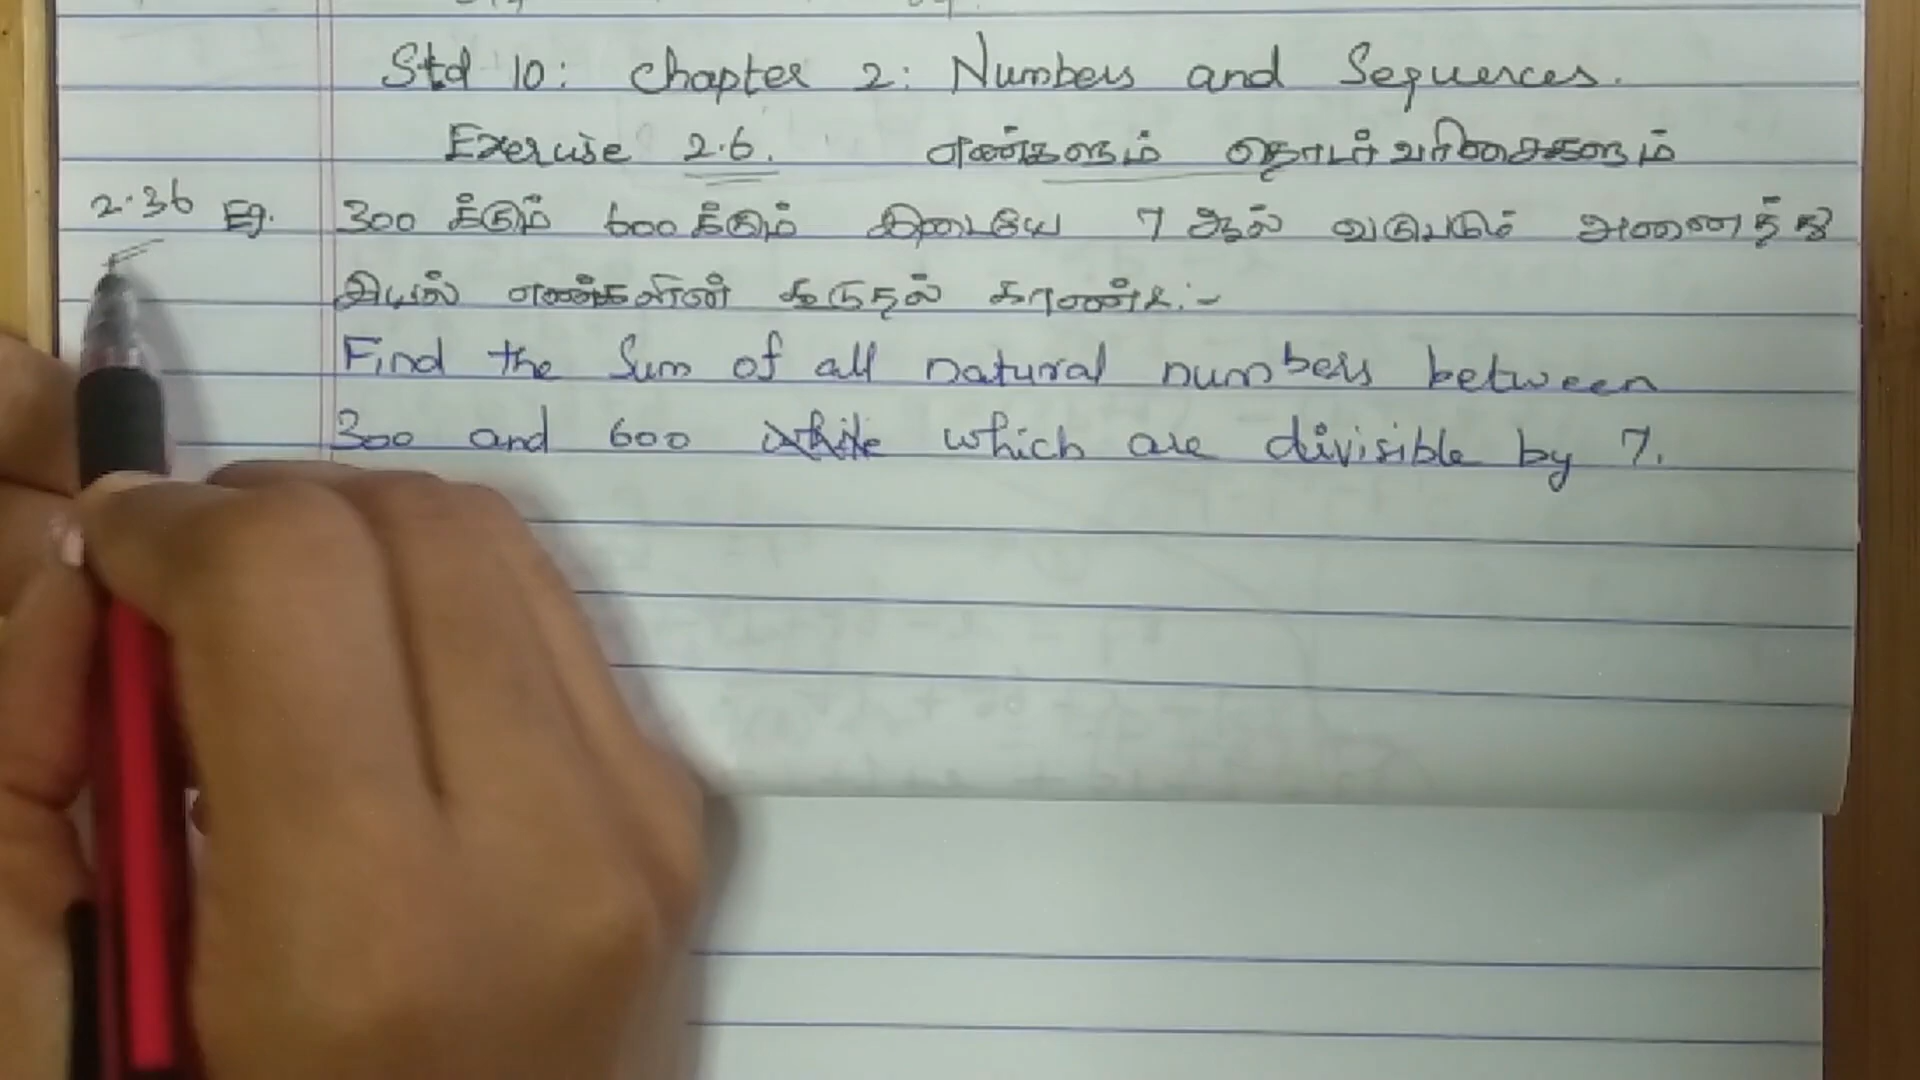 Std 10: Chapter 2: Numbers and Sequences.
Exercise 2.6. எண்களும் தொடர்வரிசைகளும்
2.36 Eg. 300 க்கும் 600 க்கும் இடையே 7 ஆல் வகுபடும் அனைத்து
இயல் எண்களின் கூடுதல் காண்க:-
Find the Sum of all natural numbers between
300 and 600 while which are divisible by 7.